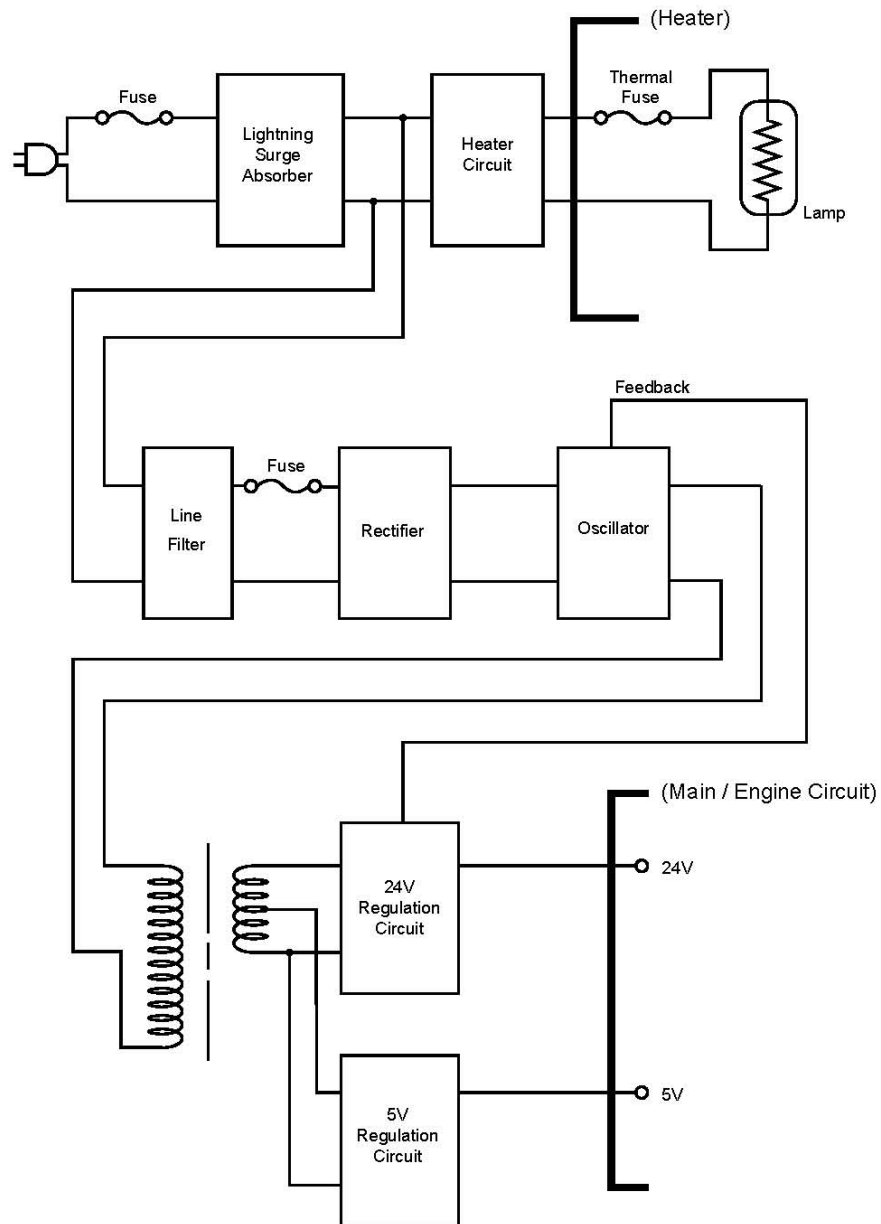 (Heater)
Fuse
Thermal
Fuse
Lightning
Surge
Absorber
Heater
Circuit
Lamp
Feedback
Fuse
Line
Filter
Rectifier
Oscillator
(Main / Engine Circuit)
24V
Regulation
Circuit
24V
5V
Regulation
Circuit
5V